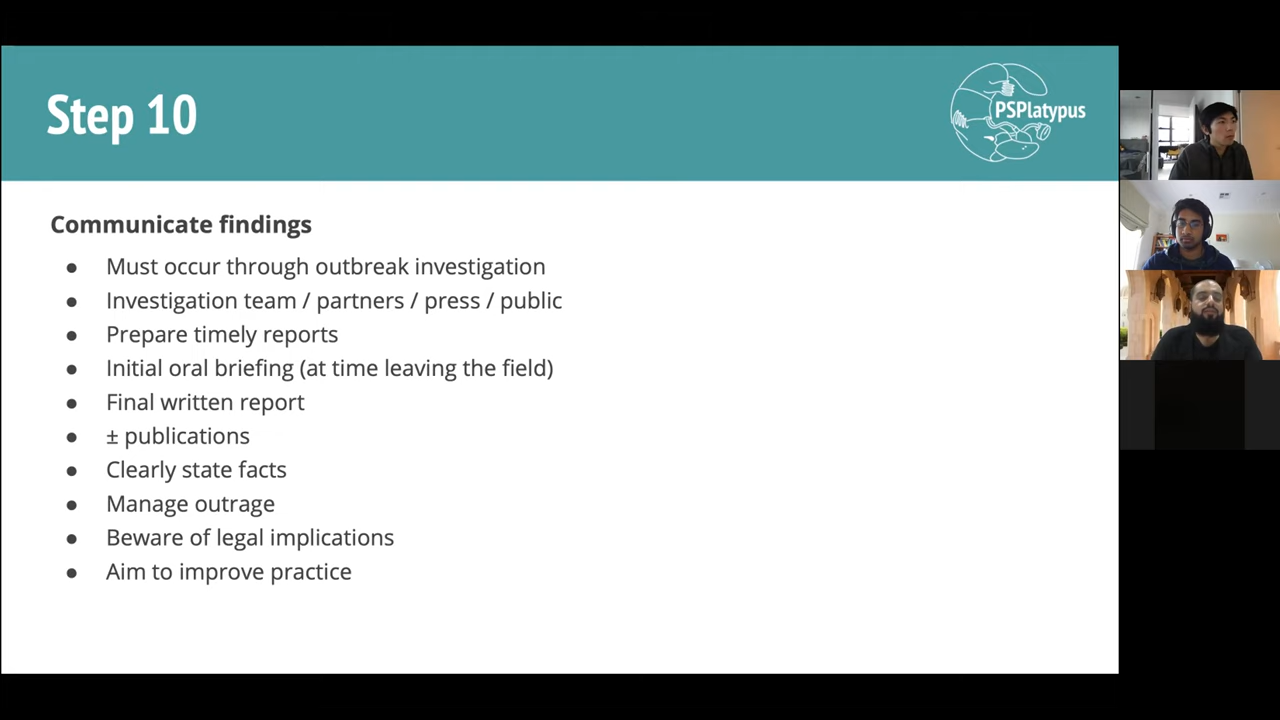 Step 10
PSPlatypus
Communicate findings
● Must occur through outbreak investigation
● Investigation team / partners / press / public
● Prepare timely reports
● Initial oral briefing (at time leaving the field)
● Final written report
● ± publications
● Clearly state facts
● Manage outrage
● Beware of legal implications
● Aim to improve practice